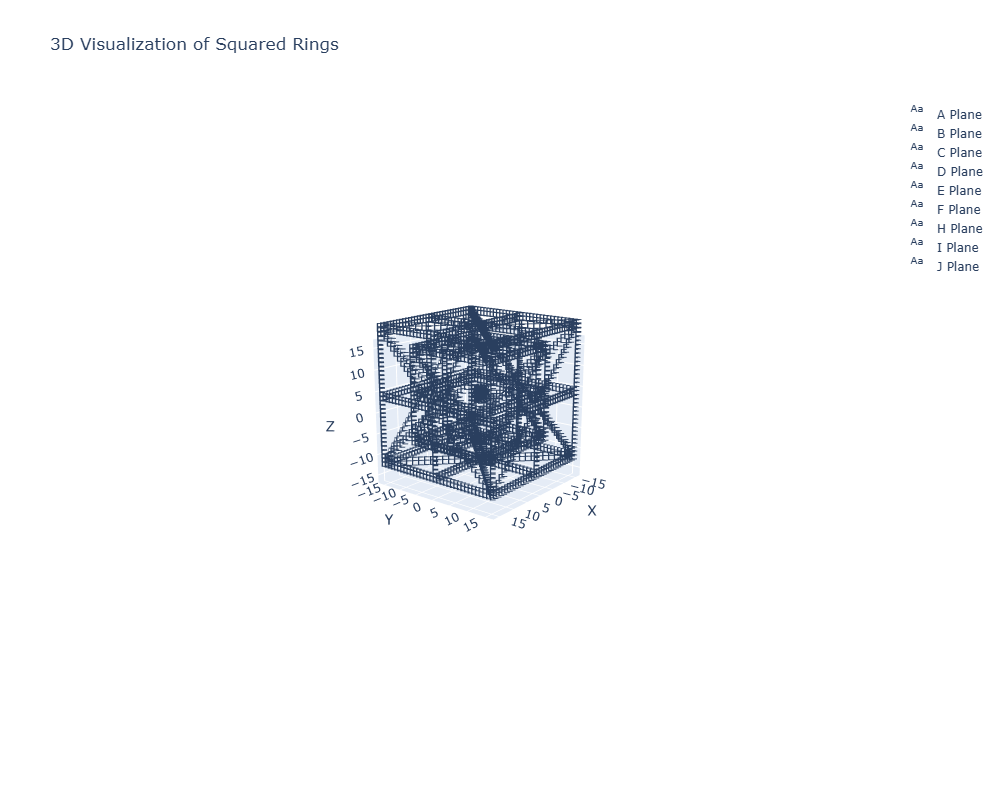 3D Visualization of Squared Rings
Aa A Plane
Aa B Plane
Aa C Plane
Aa D Plane
Aa E Plane
Aa F Plane
Aa H Plane
Aa I Plane
Aa J Plane
15
10
5
0
−5
−10
−15
Z
−15
−10
−5
0
5
10
15
Y
−15
−10
−5
0
5
10
15
X